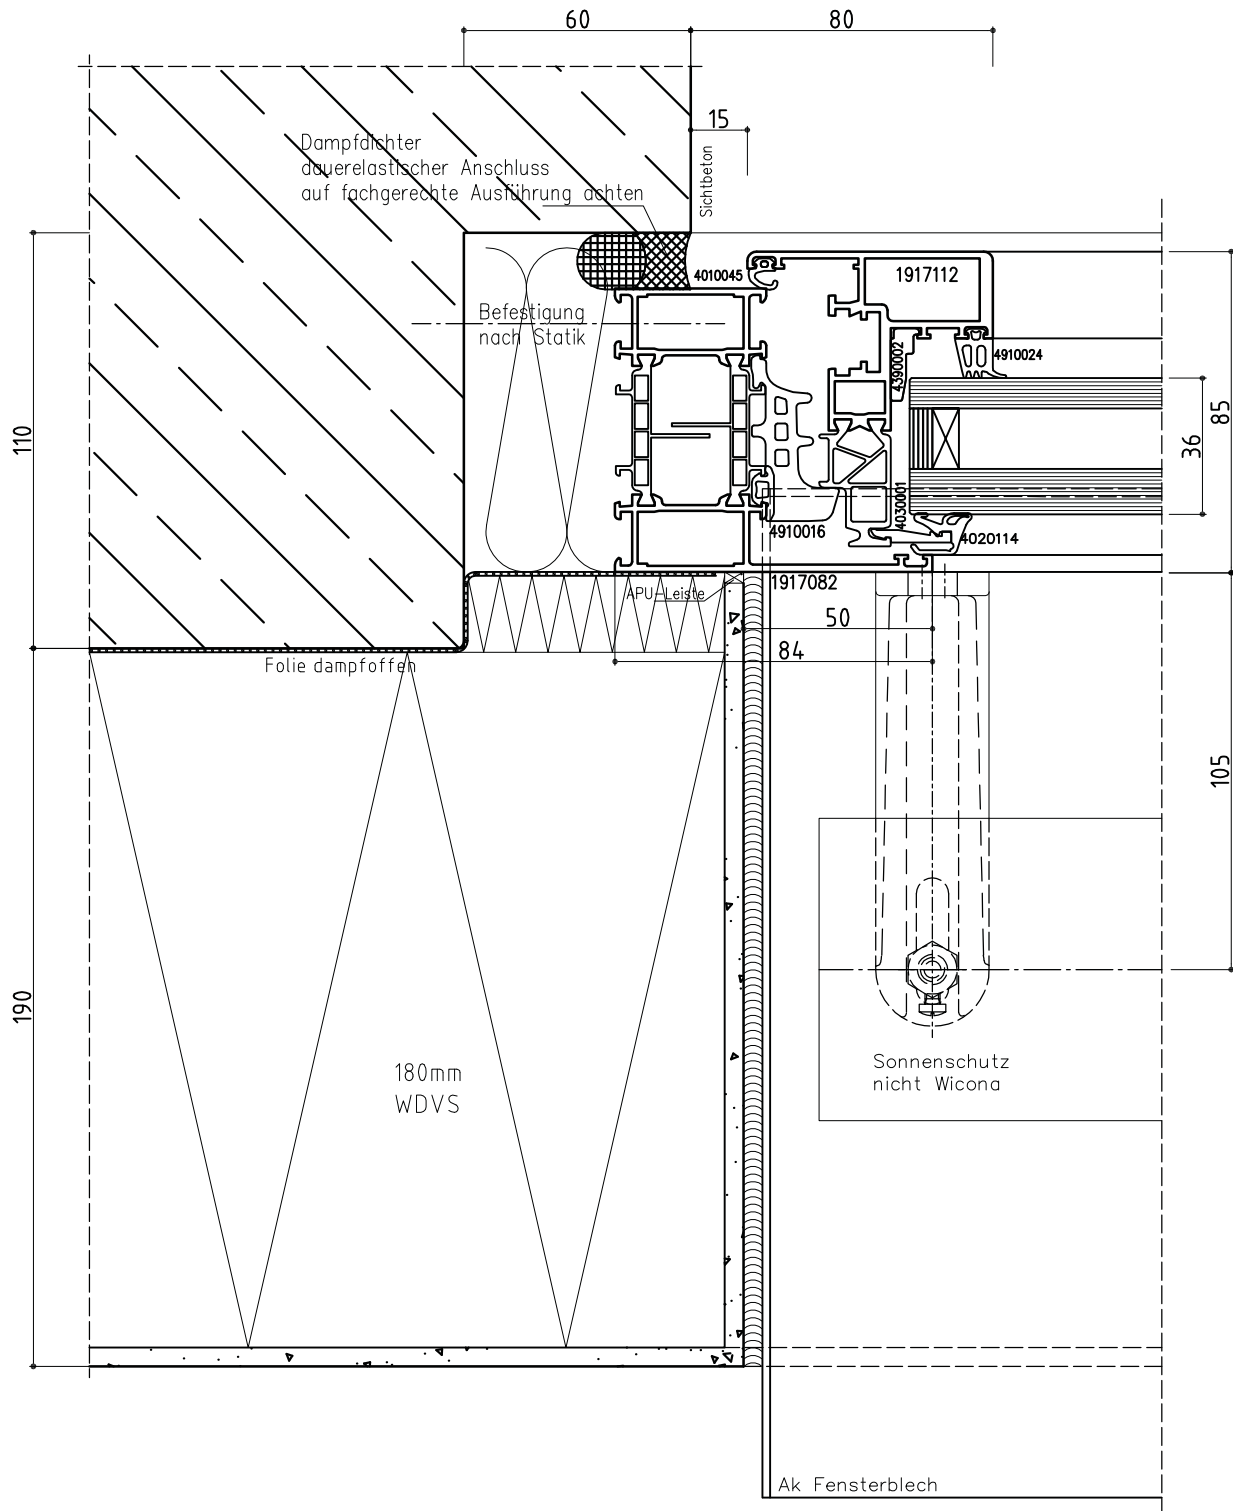 60
80
15
Dampfdichter
dauerelastischer Anschluss
auf fachgerechte Ausführung achten
Sichtbeton
4010045
1917112
Befestigung
nach Statik
4390002
4910024
110
85
36
4030001
4910016
4020114
1917082
APU-Leiste
50
84
Folie dampfoffen
105
190
180mm
WDVS
Sonnenschutz
nicht Wicona
Ak Fensterblech